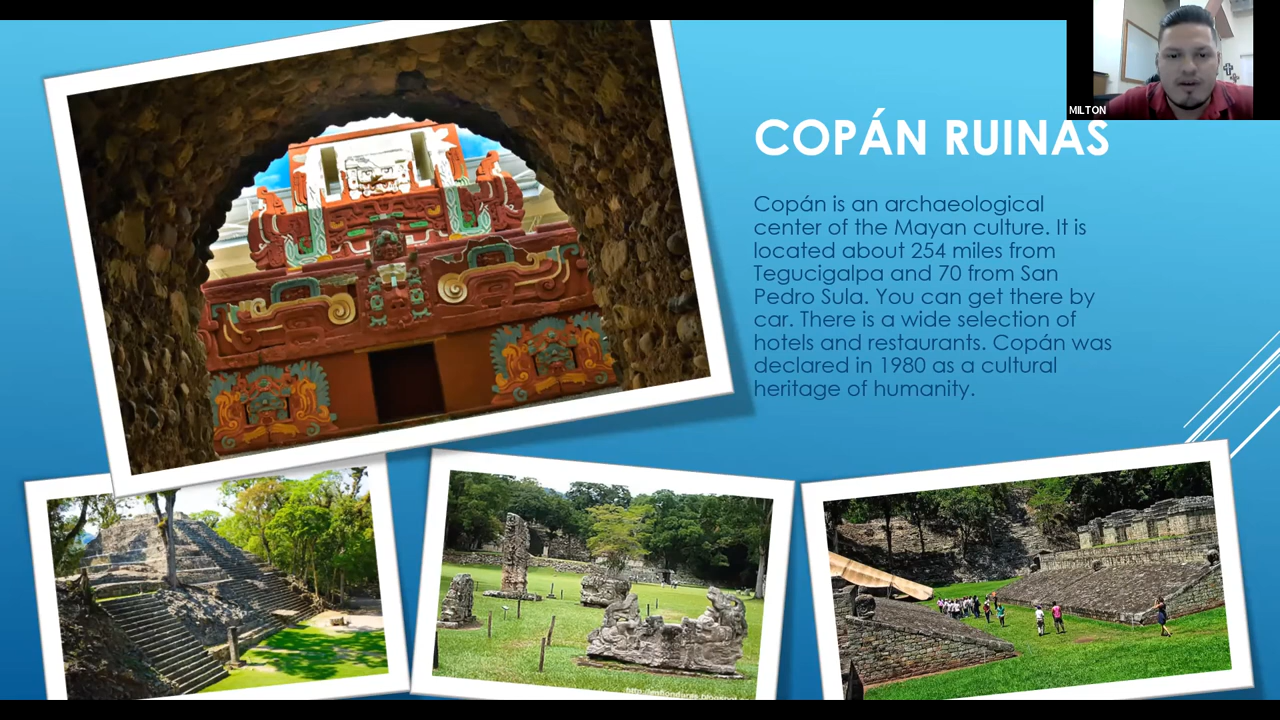 MILTON
COPÁN RUINAS
Copán is an archaeological
center of the Mayan culture. It is
located about 254 miles from
Tegucigalpa and 70 from San
Pedro Sula. You can get there by
car. There is a wide selection of
hotels and restaurants. Copán was
declared in 1980 as a cultural
heritage of humanity.